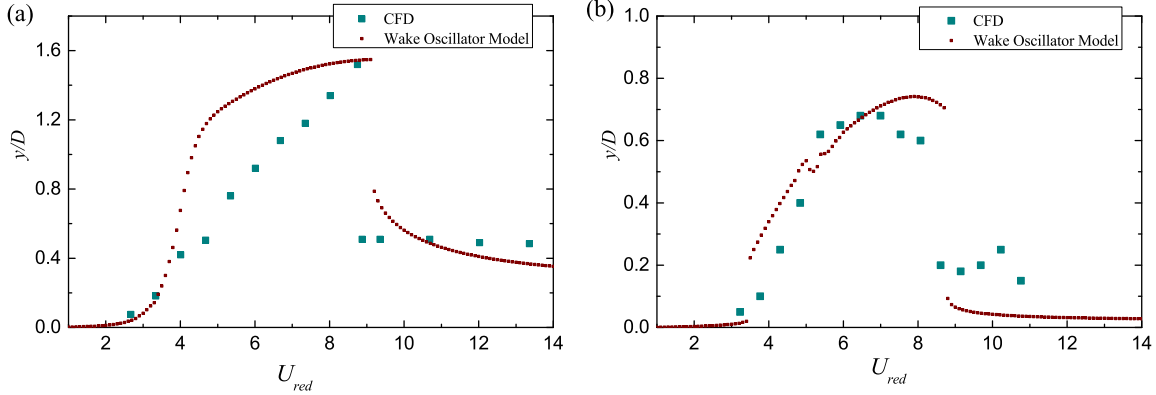 (a)
CFD
Wake Oscillator Model
1.6
1.2
0.8
0.4
0.0
y/D
2 4 6 8 10 12 14
U_red
(b)
CFD
Wake Oscillator Model
1.0
0.8
0.6
0.4
0.2
0.0
y/D
2 4 6 8 10 12 14
U_red